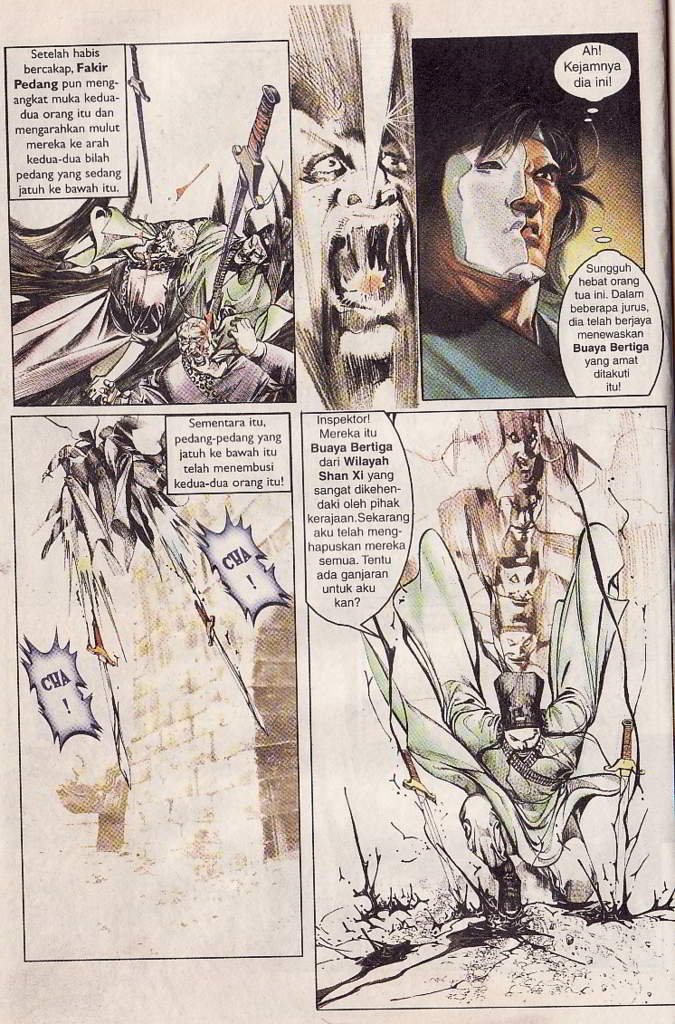 Setelah habis
bercakap, Fakir
Pedang pun meng-
angkat muka kedua-
dua orang itu dan
mengarahkan mulut
mereka ke arah
kedua-dua bilah
pedang yang sedang
jatuh ke bawah itu.
Ah!
Kejamnya
dia ini!
Sungguh
hebat orang
tua ini. Dalam
beberapa jurus,
dia telah berjaya
menewaskan
Buaya Bertiga
yang amat
ditakuti
itu!
Sementara itu,
pedang-pedang yang
jatuh ke bawah itu
telah menembusi
kedua-dua orang itu!
CHA
!
CHA
!
Inspektor!
Mereka itu
Buaya Bertiga
dari Wilayah
Shan Xi yang
sangat dikehen-
daki oleh pihak
kerajaan.Sekarang
aku telah meng-
hapuskan mereka
semua. Tentu
ada ganjaran
untuk aku
kan?